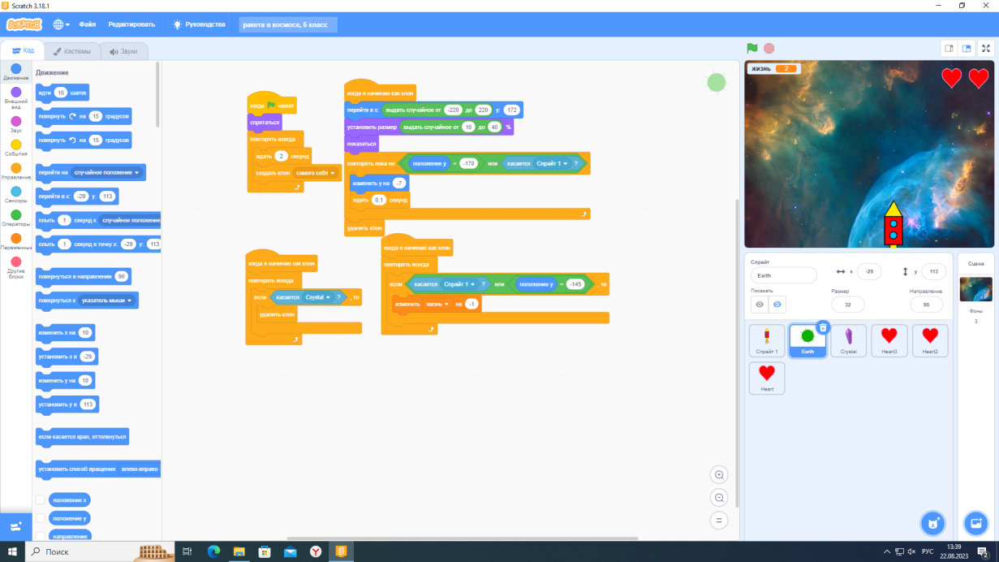 Scratch 3.18.1
SCRATCH
Файл
Редактировать
Руководства
ракета в космосе, 6 класс
Код
Костюмы
Звуки
Движение
Внешний вид
Звук
События
Управление
Сенсоры
Операторы
Переменные
Другие блоки
Движение
идти 10 шагов
повернуть на 15 градусов
повернуть на 15 градусов
перейти на случайное положение
перейти в x: -29 y: 113
плыть 1 секунд к случайное положение
плыть 1 секунд в точку x: -29 y: 113
повернуться в направлении 90
повернуться к указатель мыши
изменить x на 10
установить x в -29
изменить y на 10
установить y в 113
если касается края, оттолкнуться
установить способ вращения влево-вправо
положение x
положение y
направление
когда нажат
спрятаться
повторять всегда
ждать 2 секунд
создать клон самого себя
когда я начинаю как клон
перейти в x: выдать случайное от -220 до 220 y: 172
установить размер выдать случайное от 10 до 40 %
показаться
повторять пока не положение y = -170 или касается Спрайт 1 ?
изменить y на -7
ждать 0.1 секунд
удалить клон
когда я начинаю как клон
повторять всегда
если касается Crystal ? , то
удалить клон
когда я начинаю как клон
повторять всегда
если касается Спрайт 1 ? или положение y = -145 , то
изменить жизнь на -1
жизнь 2
Спрайт
Earth
x -29
y 113
Показать
Размер
32
Направление
90
Спрайт 1
Earth
Crystal
Heart3
Heart2
Heart
Сцена
Фоны
3
Поиск
РУС
13:39
22.08.2023
2